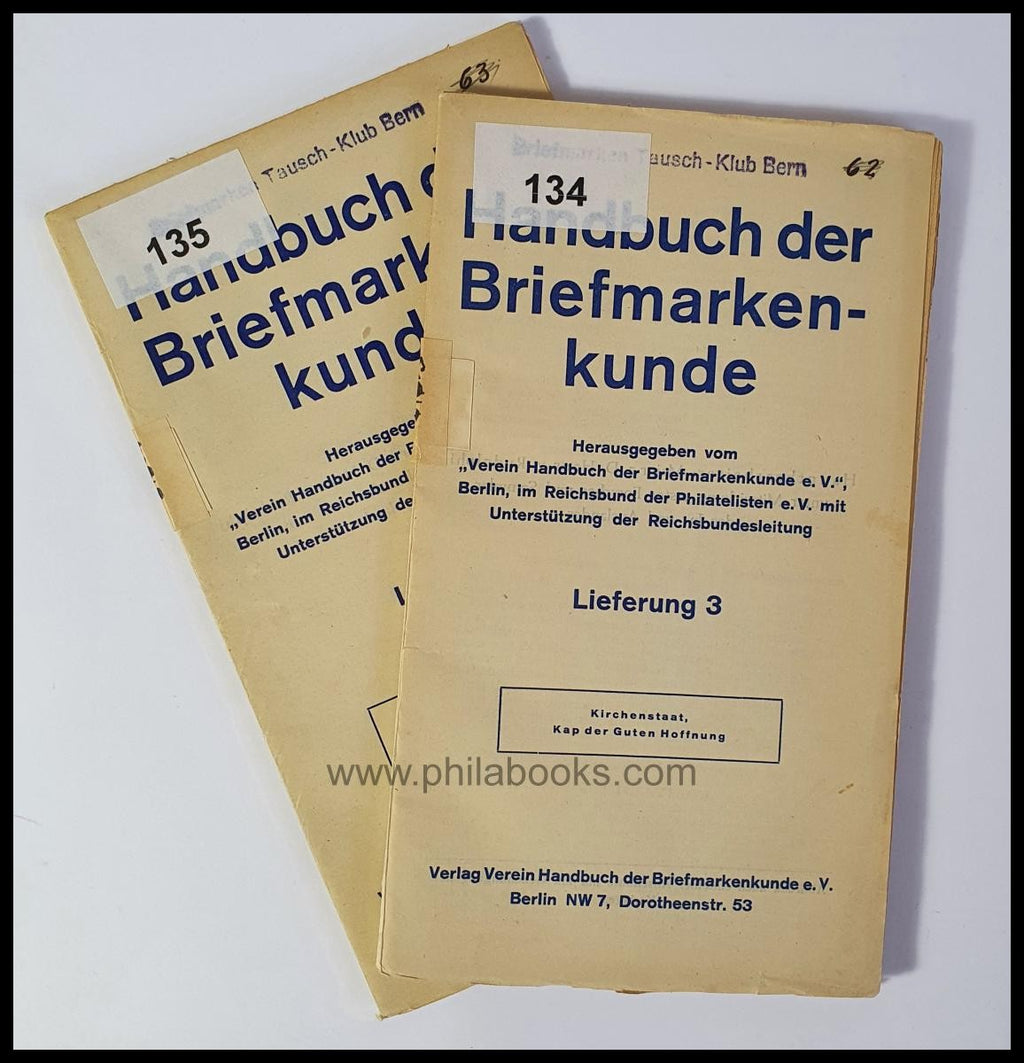 63
Tausch-Klub Bern
135
Handbuch
Briefmark
kund
Herausgege
„Verein Handbuch der
Berlin, im Reichsbund
Unterstützung de
Tausch-Klub Bern
62
134
Handbuch der
Briefmarken-
kunde
Herausgegeben vom
„Verein Handbuch der Briefmarkenkunde e. V.“,
Berlin, im Reichsbund der Philatelisten e. V. mit
Unterstützung der Reichsbundesleitung
Lieferung 3
Kirchenstaat,
Kap der Guten Hoffnung
www.philabooks.com
Verlag Verein Handbuch der Briefmarkenkunde e. V.
Berlin NW 7, Dorotheenstr. 53